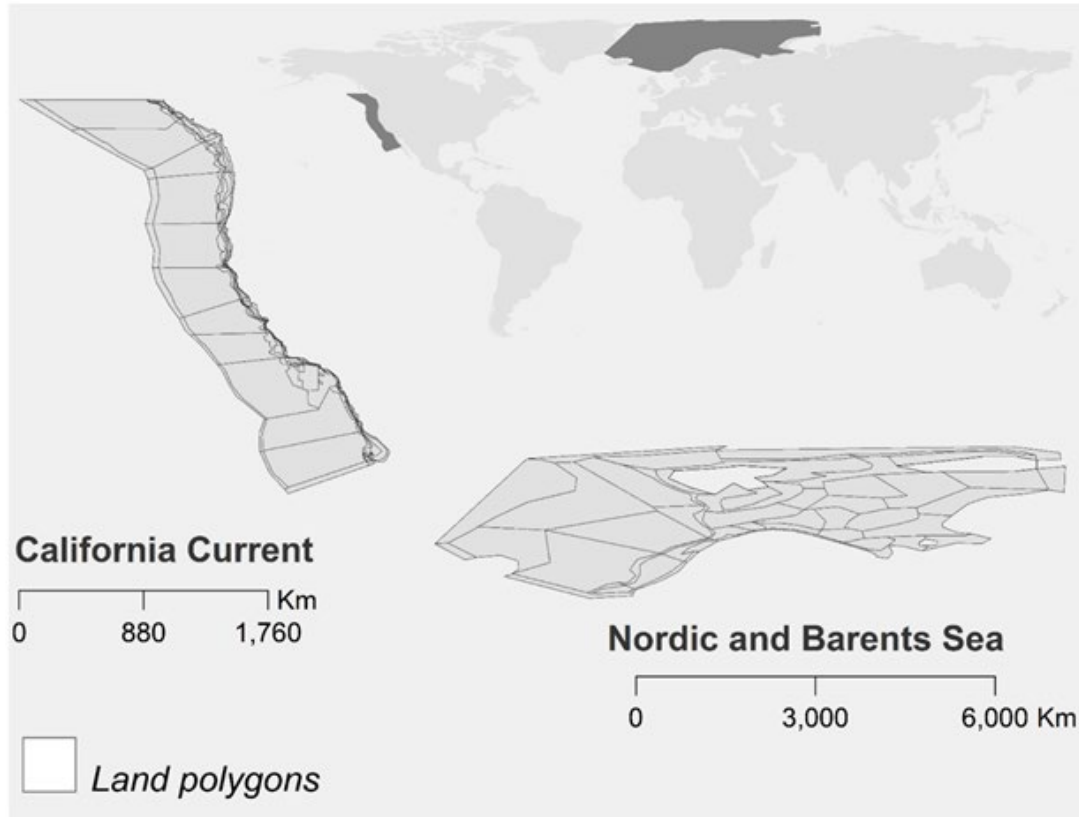 California Current
Km
0 880 1,760
Nordic and Barents Sea
0 3,000 6,000 Km
Land polygons